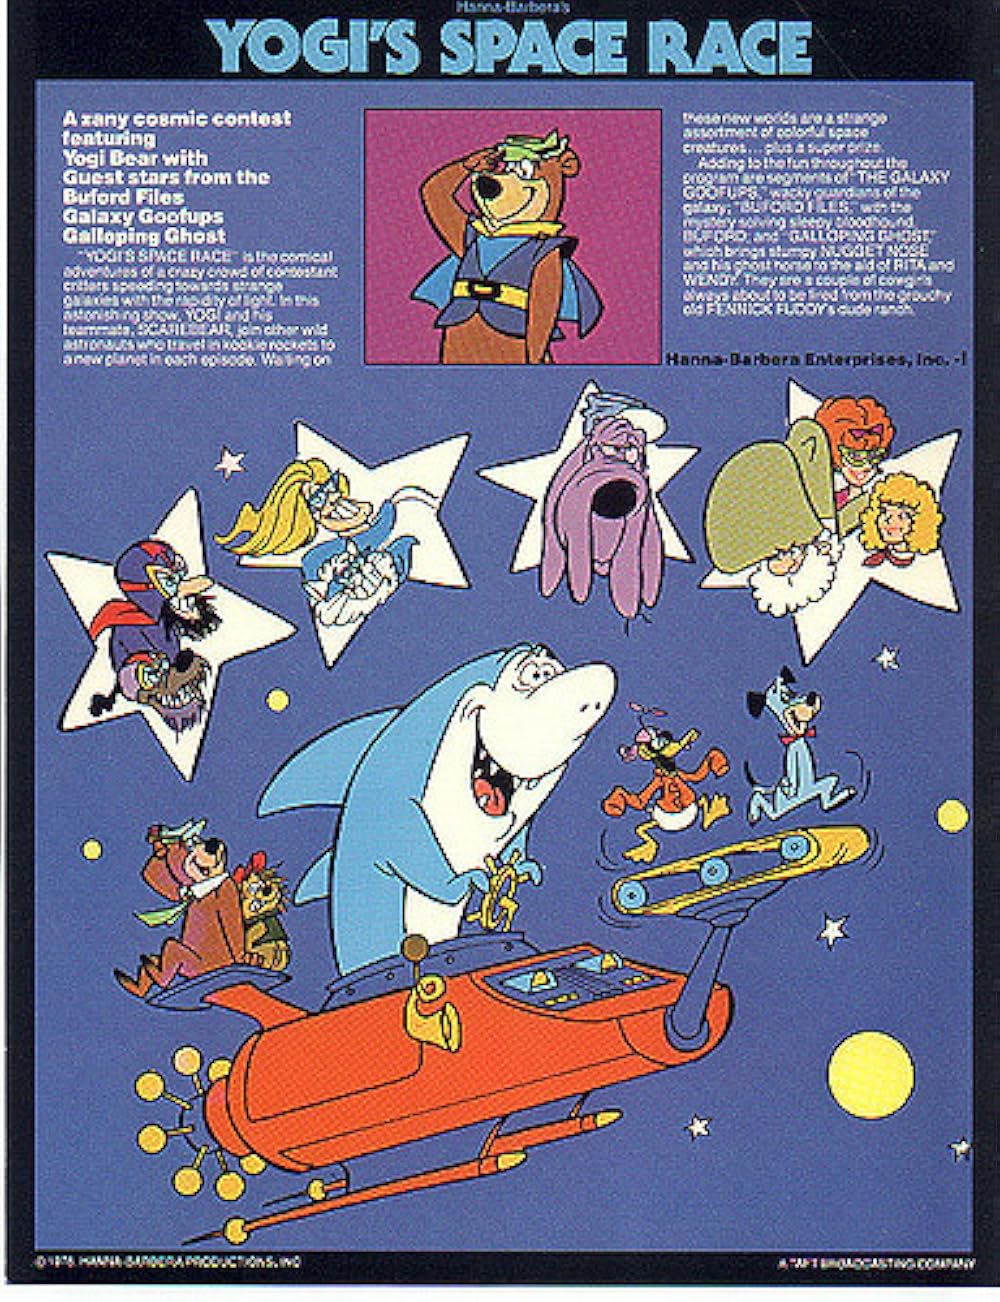 Hanna-Barbera's
YOGI'S SPACE RACE
A zany cosmic contest
featuring
Yogi Bear with
Guest stars from the
Buford Files
Galaxy Goofups
Galloping Ghost
"YOGI'S SPACE RACE" is the comical
adventures of a crazy crowd of contestant
critters speeding towards strange
galaxies with the rapidity of light. In this
astonishing show, YOGI and his
teammate, SCAREBEAR, join other wild
astronauts who travel in kookie rockets to
a new planet in each episode. Waiting on
these new worlds are a strange
assortment of colorful space
creatures... plus a super prize.
Adding to the fun throughout the
program are segments of "THE GALAXY
GOOFUPS," wacky guardians of the
galaxy, "BUFORD FILES," with the
mystery solving sleepy bloodhound,
BUFORD, and "GALLOPING GHOST"
which brings stumpy NUGGET NOSE
and his ghost horse to the aid of RITA and
WENDY. They are a couple of cowgirls
always about to be fired from the grouchy
old FENNICK FUDDY's dude ranch.
Hanna-Barbera Enterprises, Inc. -1
© 1978 HANNA-BARBERA PRODUCTIONS, INC
A TAFT BROADCASTING COMPANY